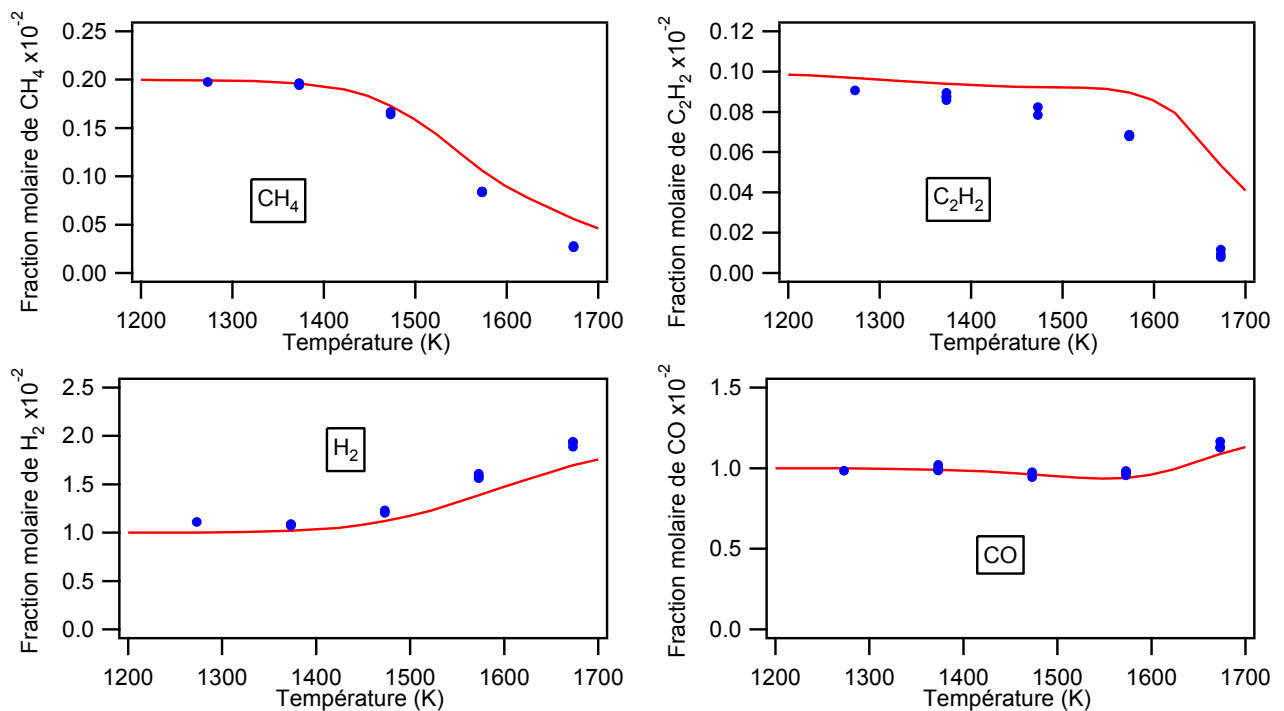 Fraction molaire de CH4 x10-2
0.25
0.20
0.15
0.10
0.05
0.00
CH4
1200 1300 1400 1500 1600 1700
Température (K)
Fraction molaire de C2H2 x10-2
0.12
0.10
0.08
0.06
0.04
0.02
0.00
C2H2
1200 1300 1400 1500 1600 1700
Température (K)
Fraction molaire de H2 x10-2
2.5
2.0
1.5
1.0
0.5
0.0
H2
1200 1300 1400 1500 1600 1700
Température (K)
Fraction molaire de CO x10-2
1.5
1.0
0.5
0.0
CO
1200 1300 1400 1500 1600 1700
Température (K)